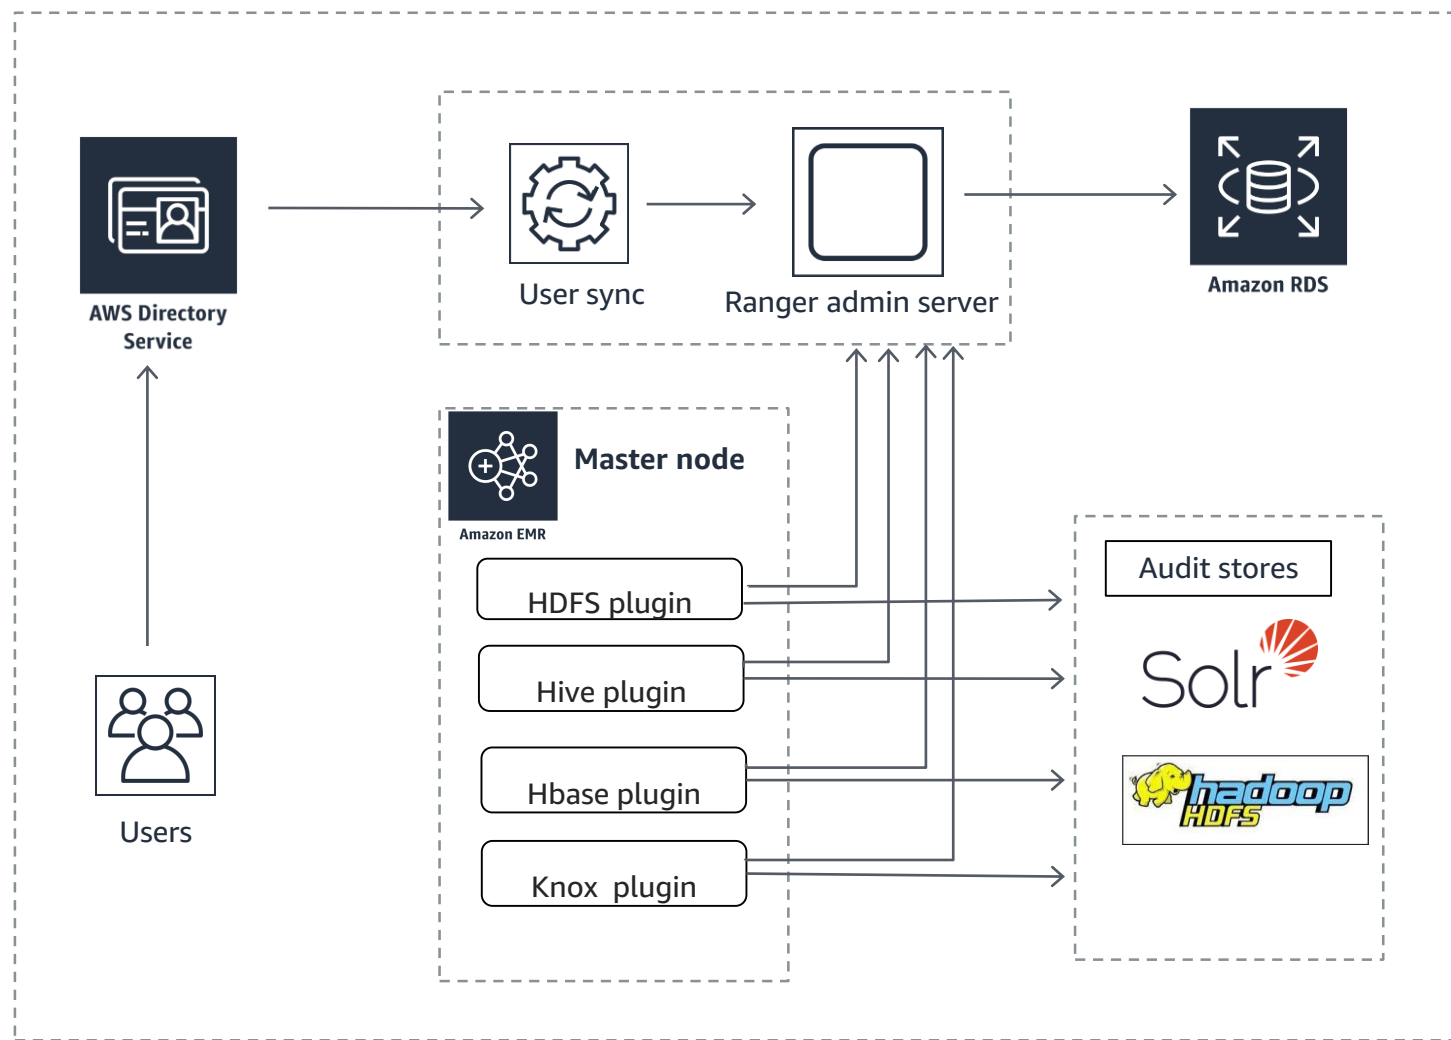 AWS Directory
Service
User sync
Ranger admin server
Amazon RDS
Master node
Amazon EMR
HDFS plugin
Hive plugin
Hbase plugin
Knox  plugin
Users
Audit stores
Solr
hadoop
HDFS